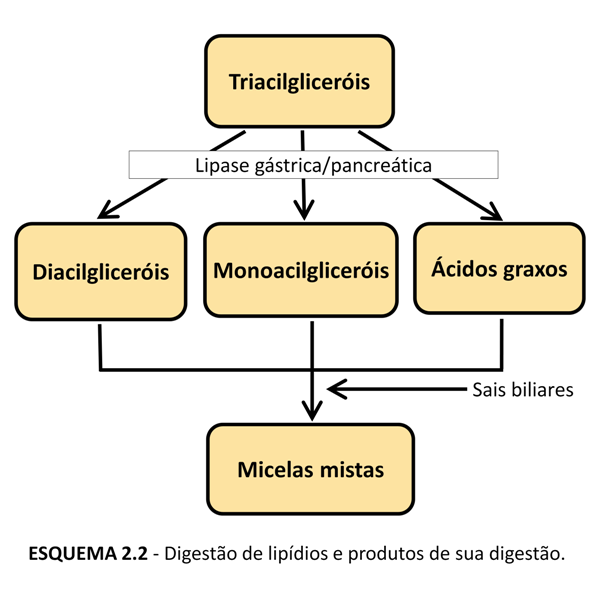 Triacilgliceróis
Lipase gástrica/pancreática
Diacilgliceróis
Monoacilgliceróis
Ácidos graxos
Sais biliares
Micelas mistas
ESQUEMA 2.2 - Digestão de lipídios e produtos de sua digestão.